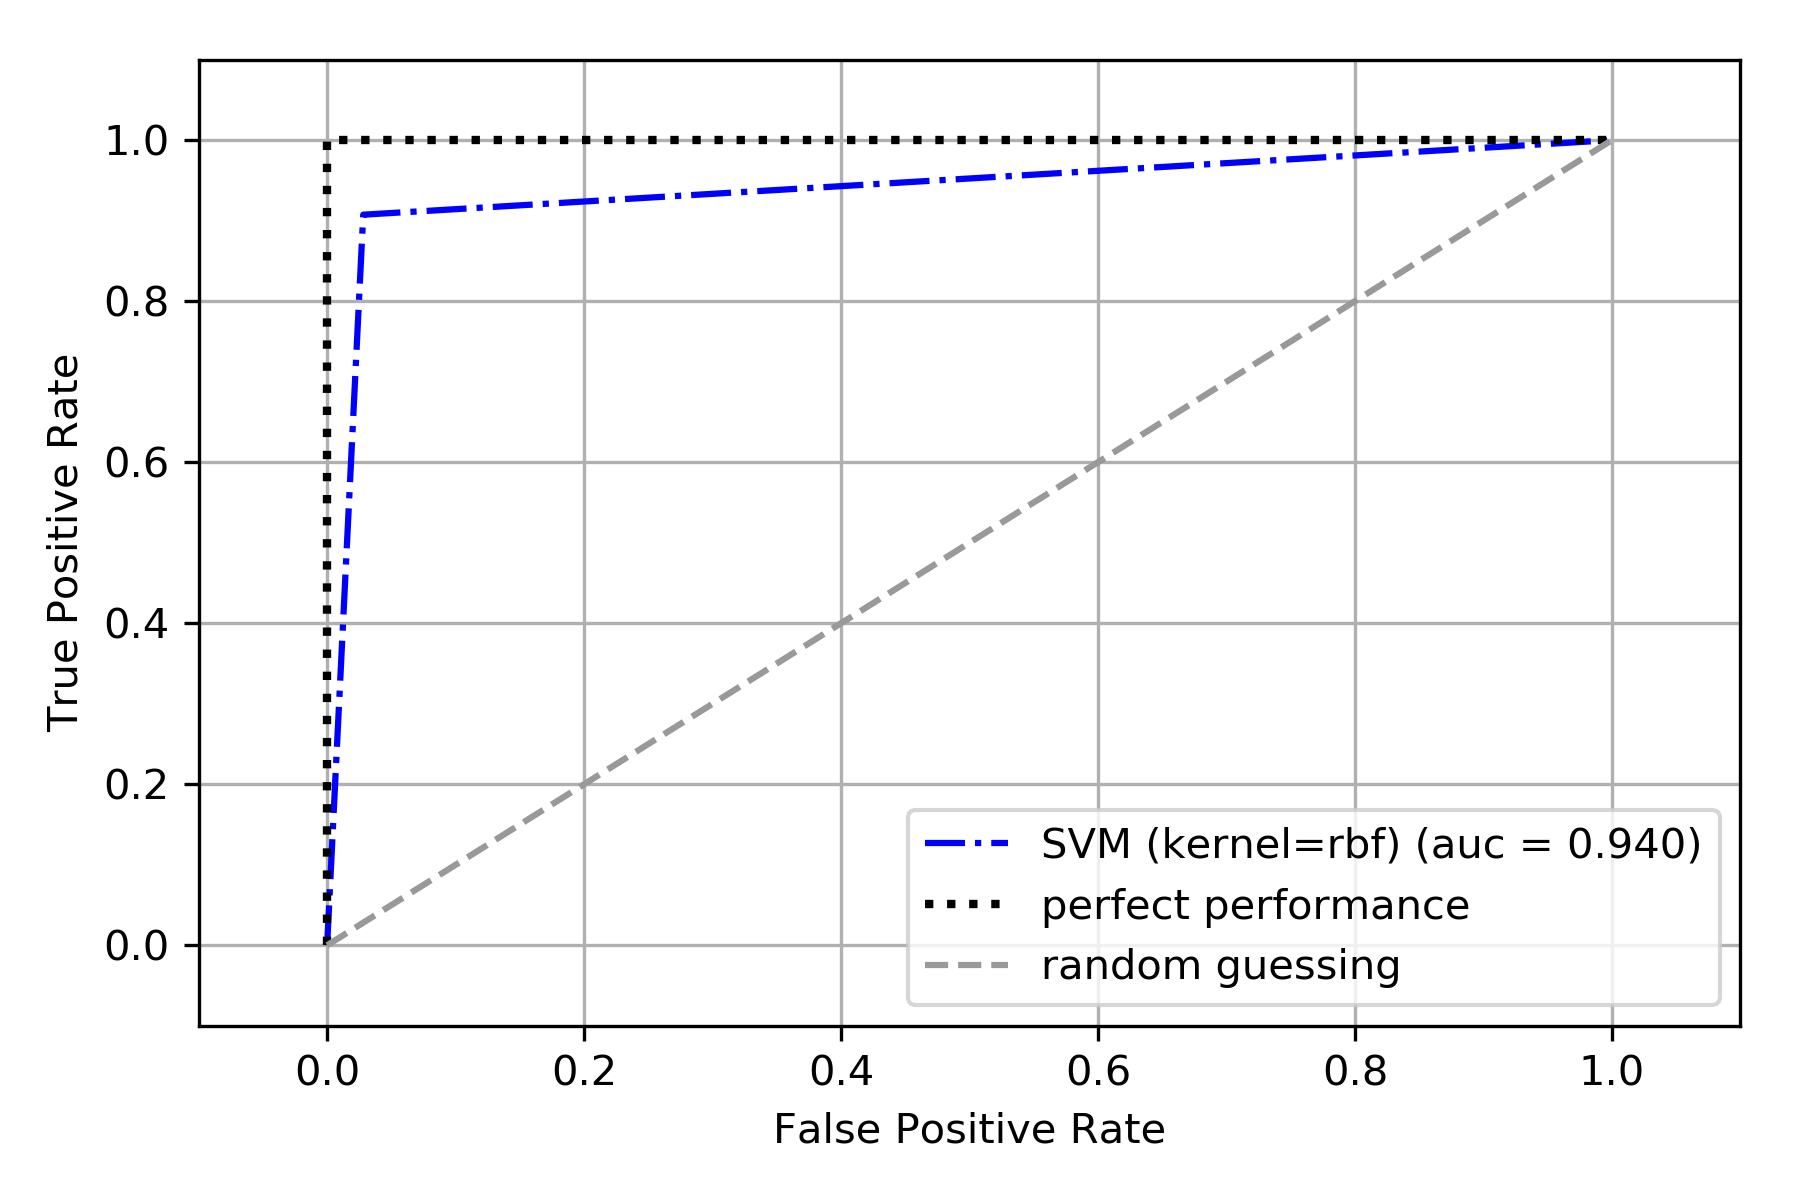 1.0
0.8
0.6
0.4
0.2
0.0
True Positive Rate
SVM (kernel=rbf) (auc = 0.940)
perfect performance
random guessing
0.0 0.2 0.4 0.6 0.8 1.0
False Positive Rate